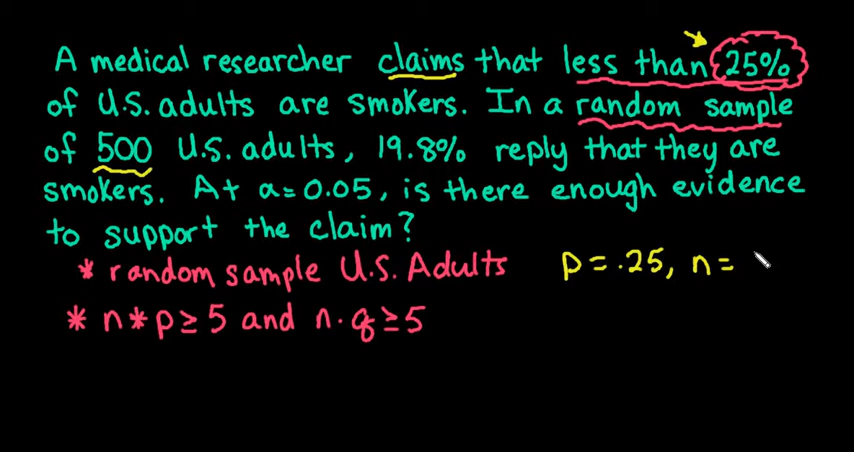 A medical researcher claims that less than 25%
of U.S. adults are smokers. In a random sample
of 500 U.S. adults, 19.8% reply that they are
smokers. At α=0.05, is there enough evidence
to support the claim?
* random sample U.S. Adults p=.25, n=
* n*p≥5 and n·q≥5